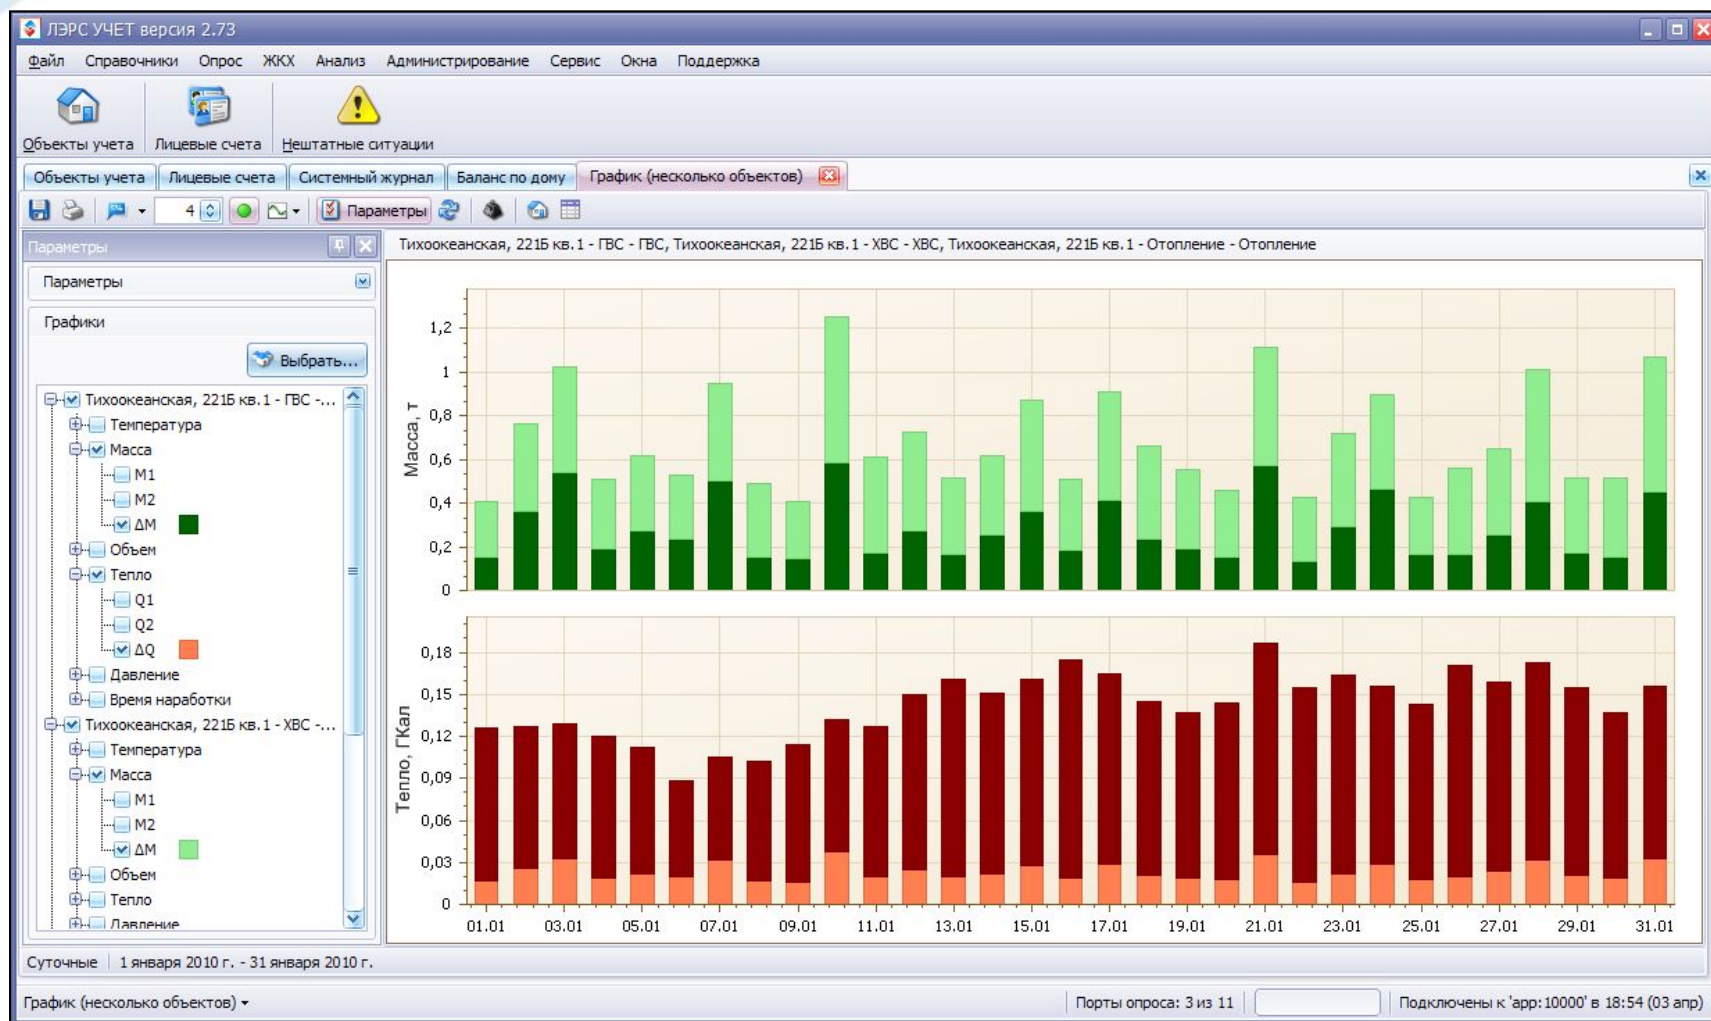 ЛЭРС УЧЕТ версия 2.73
Файл Справочники Опрос ЖКХ Анализ Администрирование Сервис Окна Поддержка
Объекты учета Лицевые счета Нештатные ситуации
Объекты учета Лицевые счета Системный журнал Баланс по дому График (несколько объектов)
4 Параметры
Параметры
Параметры
Графики
Выбрать...
Тихоокеанская, 221Б кв.1 - ГВС -...
Температура
Масса
M1
M2
ΔM
Объем
Тепло
Q1
Q2
ΔQ
Давление
Время наработки
Тихоокеанская, 221Б кв.1 - ХВС -...
Температура
Масса
M1
M2
ΔM
Объем
Тепло
Давление
Тихоокеанская, 221Б кв.1 - ГВС - ГВС, Тихоокеанская, 221Б кв.1 - ХВС - ХВС, Тихоокеанская, 221Б кв.1 - Отопление - Отопление
Масса, т
1,2
1
0,8
0,6
0,4
0,2
0
Тепло, ГКал
0,18
0,15
0,12
0,09
0,06
0,03
0
01.01 03.01 05.01 07.01 09.01 11.01 13.01 15.01 17.01 19.01 21.01 23.01 25.01 27.01 29.01 31.01
Суточные 1 января 2010 г. - 31 января 2010 г.
График (несколько объектов) Порты опроса: 3 из 11 Подключены к 'app:10000' в 18:54 (03 апр)